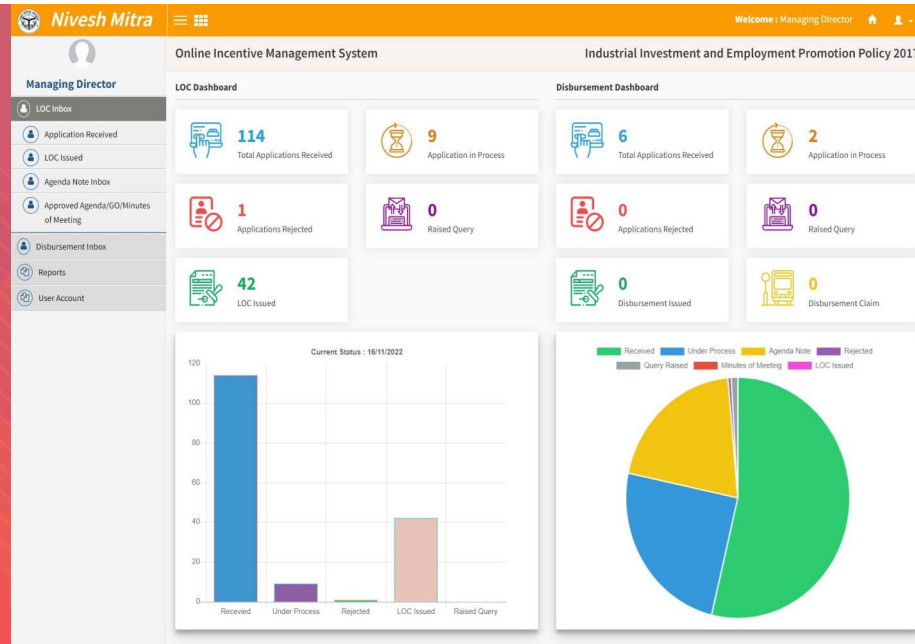 Nivesh Mitra
Welcome : Managing Director
Managing Director
LOC Inbox
Application Received
LOC Issued
Agenda Note Inbox
Approved Agenda/GO/Minutes
of Meeting
Disbursement Inbox
Reports
User Account
Online Incentive Management System
Industrial Investment and Employment Promotion Policy 2017
LOC Dashboard
114
Total Applications Received
9
Application in Process
1
Applications Rejected
0
Raised Query
42
LOC Issued
Disbursement Dashboard
6
Total Applications Received
2
Application in Process
0
Applications Rejected
0
Raised Query
0
Disbursement Issued
0
Disbursement Claim
Current Status : 16/11/2022
120
100
80
60
40
20
0
Recevied Under Process Rejected LOC Issued Raised Query
Received Under Process Agenda Note Rejected
Query Raised Minutes of Meeting LOC Issued